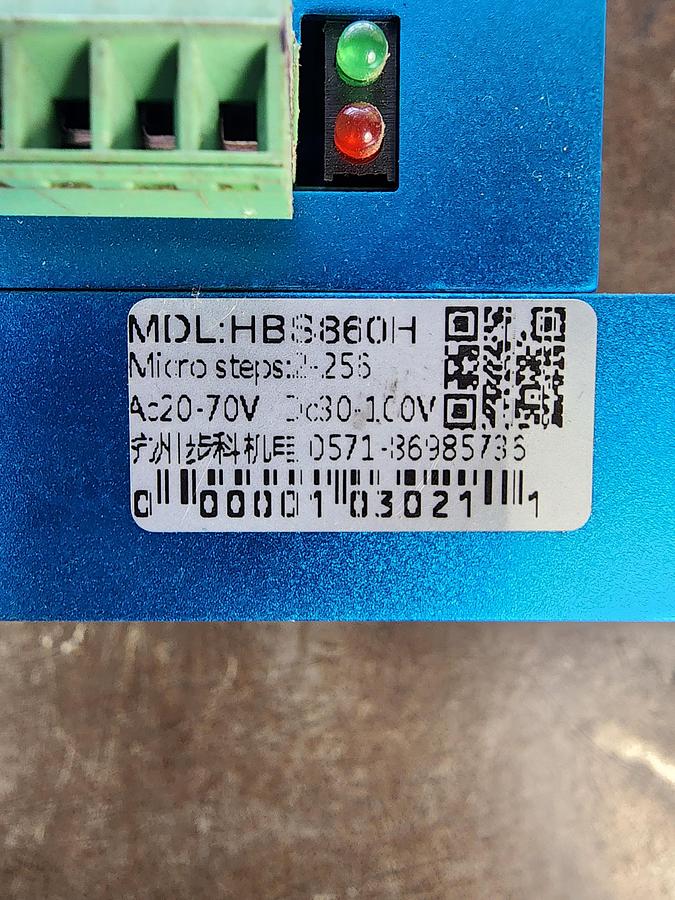 MDL:HBS860H
Micro steps:2-256
Ac20-70V Dc30-100V
杭州步科机电 0571-86985736
0 00001 03021 1